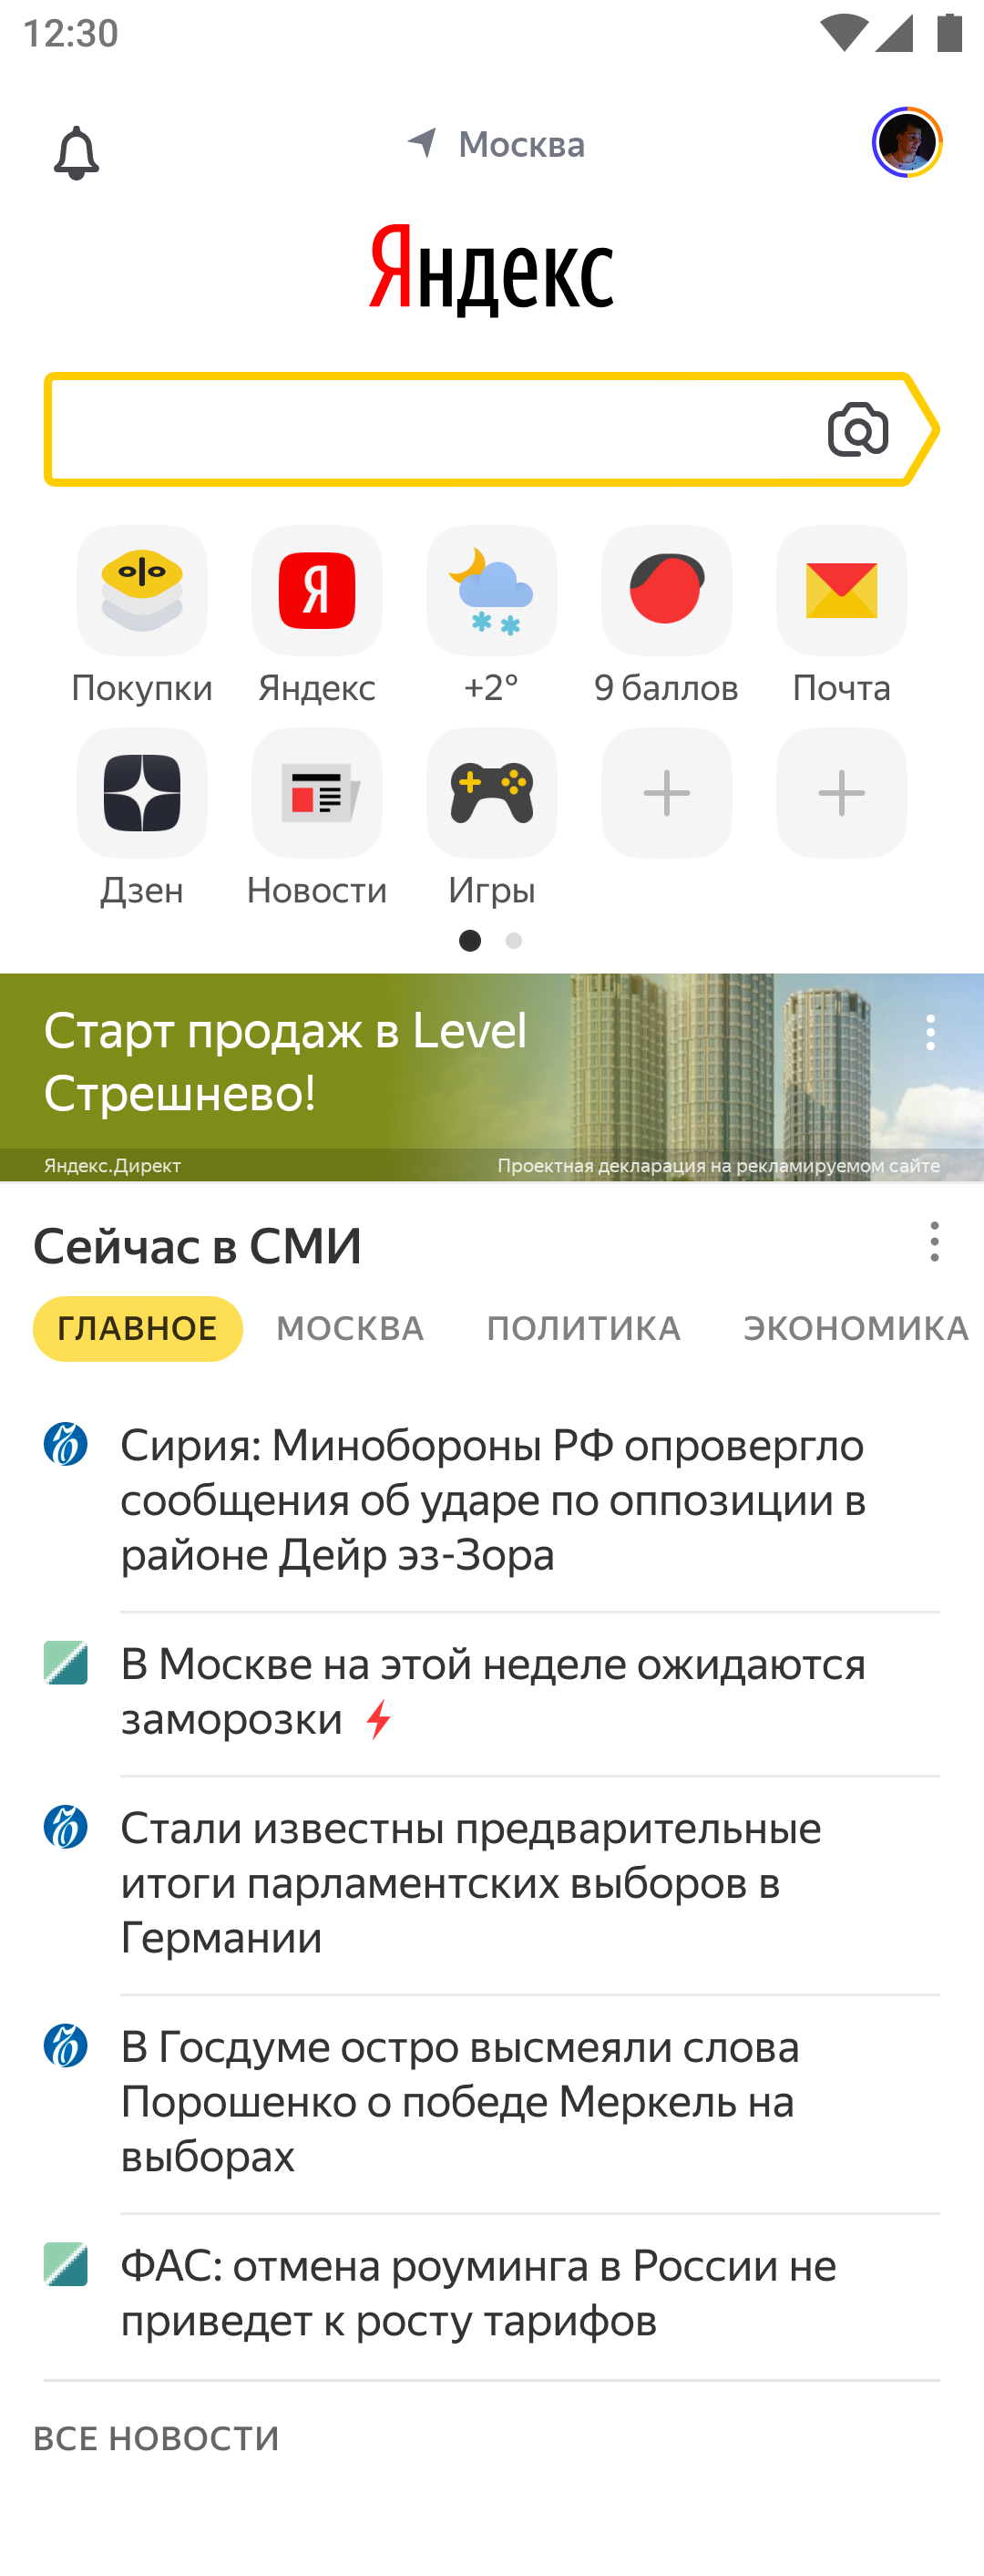 12:30
Москва
Яндекс
Я
Покупки
Яндекс
+2°
9 баллов
Почта
Дзен
Новости
Игры
Старт продаж в Level
Стрешнево!
Яндекс.Директ
Проектная декларация на рекламируемом сайте
Сейчас в СМИ
ГЛАВНОЕ
МОСКВА
ПОЛИТИКА
ЭКОНОМИКА
Сирия: Минобороны РФ опровергло
сообщения об ударе по оппозиции в
районе Дейр эз-Зора
В Москве на этой неделе ожидаются
заморозки
Стали известны предварительные
итоги парламентских выборов в
Германии
В Госдуме остро высмеяли слова
Порошенко о победе Меркель на
выборах
ФАС: отмена роуминга в России не
приведет к росту тарифов
ВСЕ НОВОСТИ